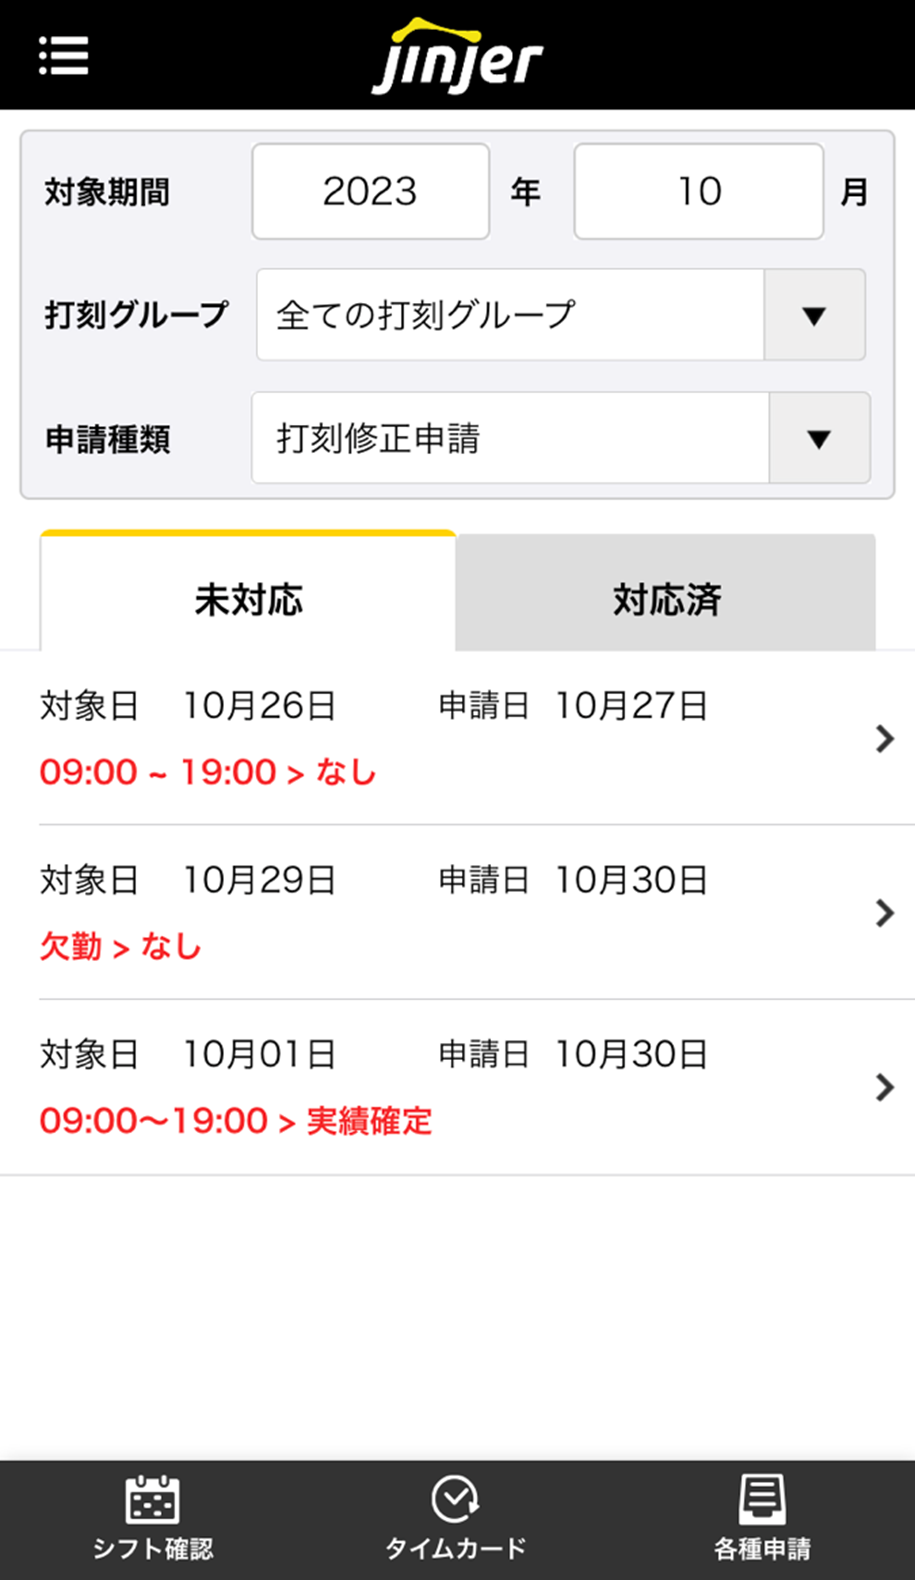 jinjer
対象期間 2023 年 10 月
打刻グループ 全ての打刻グループ ▼
申請種類 打刻修正申請 ▼
未対応 対応済
対象日 10月26日 申請日 10月27日
09:00 ~ 19:00 > なし
対象日 10月29日 申請日 10月30日
欠勤 > なし
対象日 10月01日 申請日 10月30日
09:00〜19:00 > 実績確定
シフト確認 タイムカード 各種申請